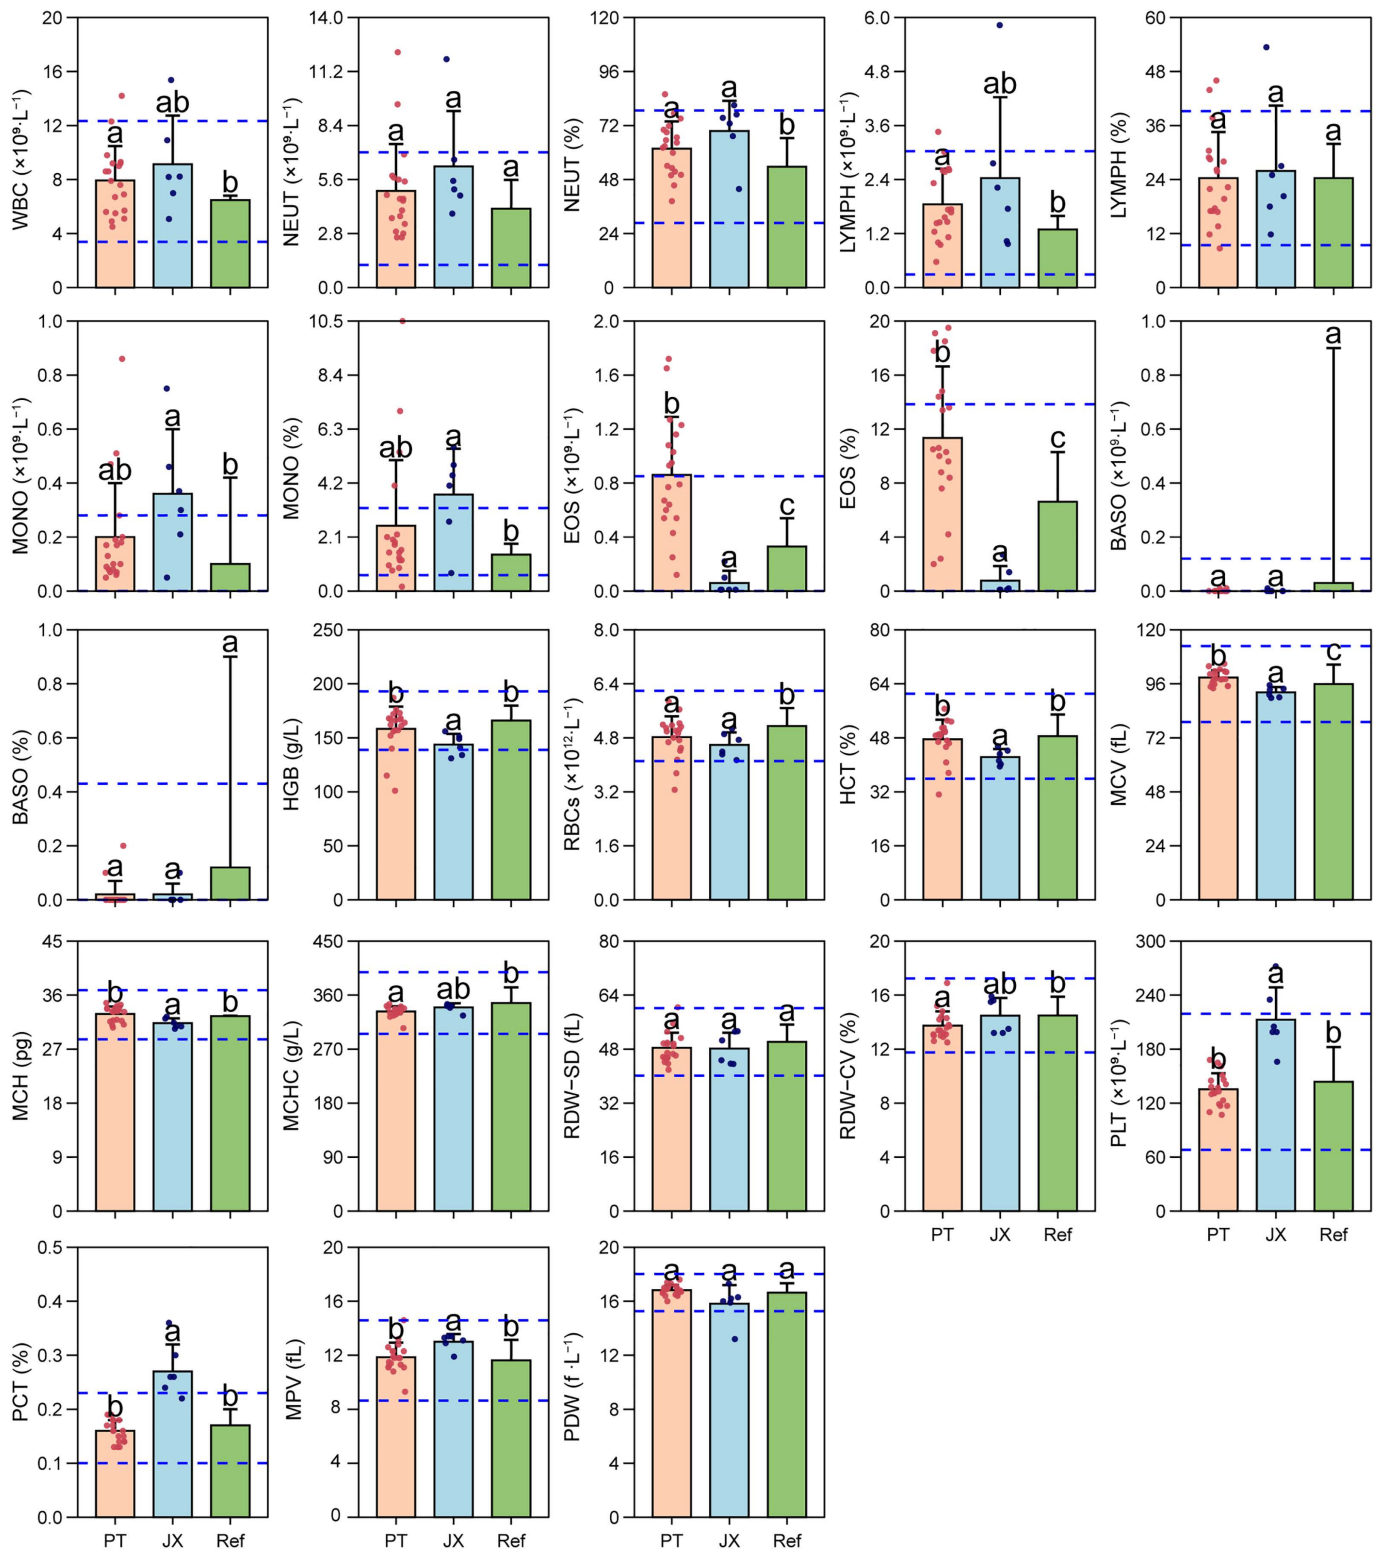 WBC (×10⁹·L⁻¹)
20
16
12
8
4
0
a
ab
b
NEUT (×10⁹·L⁻¹)
14.0
11.2
8.4
5.6
2.8
0.0
a
a
a
NEUT (%)
120
96
72
48
24
0
a
a
b
LYMPH (×10⁹·L⁻¹)
6.0
4.8
3.6
2.4
1.2
0.0
a
ab
b
LYMPH (%)
60
48
36
24
12
0
a
a
a
MONO (×10⁹·L⁻¹)
1.0
0.8
0.6
0.4
0.2
0.0
ab
a
b
MONO (%)
10.5
8.4
6.3
4.2
2.1
0.0
ab
a
b
EOS (×10⁹·L⁻¹)
2.0
1.6
1.2
0.8
0.4
0.0
b
a
c
EOS (%)
20
16
12
8
4
0
b
a
c
BASO (×10⁹·L⁻¹)
1.0
0.8
0.6
0.4
0.2
0.0
a
a
a
BASO (%)
1.0
0.8
0.6
0.4
0.2
0.0
a
a
a
HGB (g/L)
250
200
150
100
50
0
b
a
b
RBCs (×10¹²·L⁻¹)
8.0
6.4
4.8
3.2
1.6
0.0
a
a
b
HCT (%)
80
64
48
32
16
0
b
a
b
MCV (fL)
120
96
72
48
24
0
b
a
c
MCH (pg)
45
36
27
18
9
0
b
a
b
MCHC (g/L)
450
360
270
180
90
0
a
ab
b
RDW−SD (fL)
80
64
48
32
16
0
a
a
a
RDW−CV (%)
20
16
12
8
4
0
a
ab
b
PT JX Ref
PLT (×10⁹·L⁻¹)
300
240
180
120
60
0
b
a
b
PT JX Ref
PCT (%)
0.5
0.4
0.3
0.2
0.1
0.0
b
a
b
PT JX Ref
MPV (fL)
20
16
12
8
4
0
b
a
b
PT JX Ref
PDW (f ·L⁻¹)
20
16
12
8
4
0
a
a
a
PT JX Ref